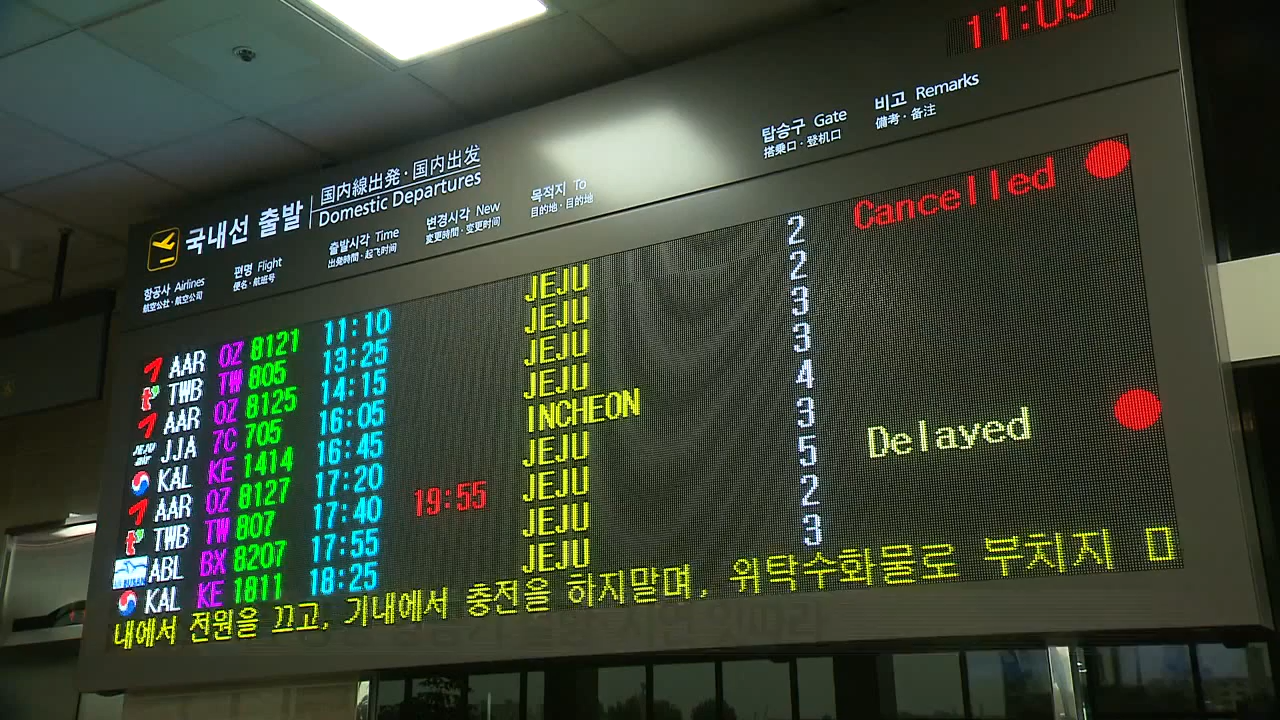 11:05
국내선 출발 国内線出発·国内出发
Domestic Departures
항공사 Airlines 편명 Flight 출발시각 Time 변경시각 New 목적지 To 탑승구 Gate 비고 Remarks
航空公社·航空公司 便名·航班号 出発時間·起飞时间 変更時間·变更时间 目的地·目的地 搭乗口·登机口 備考·备注
AAR OZ 8121 11:10 JEJU 2 Cancelled
TWB TW 805 13:25 JEJU 2
AAR OZ 8125 14:15 JEJU 3
JEJU air JJA 7C 705 16:05 JEJU 3
KAL KE 1414 16:45 INCHEON 4
AAR OZ 8127 17:20 JEJU 3
t' TWB TW 807 17:40 19:55 JEJU 5 Delayed
ABL BX 8207 17:55 JEJU 2
KAL KE 1811 18:25 JEJU 3
내에서 전원을 끄고, 기내에서 충전을 하지말며, 위탁수화물로 부치지